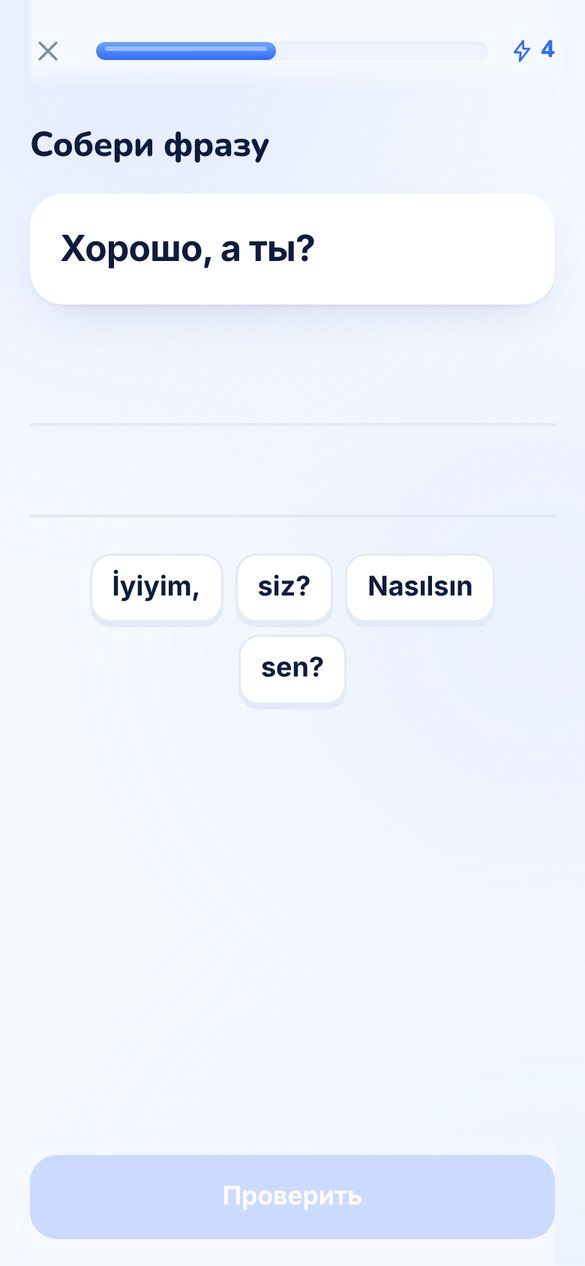 4
Собери фразу
Хорошо, а ты?
İyiyim, siz? Nasılsın
sen?
Проверить